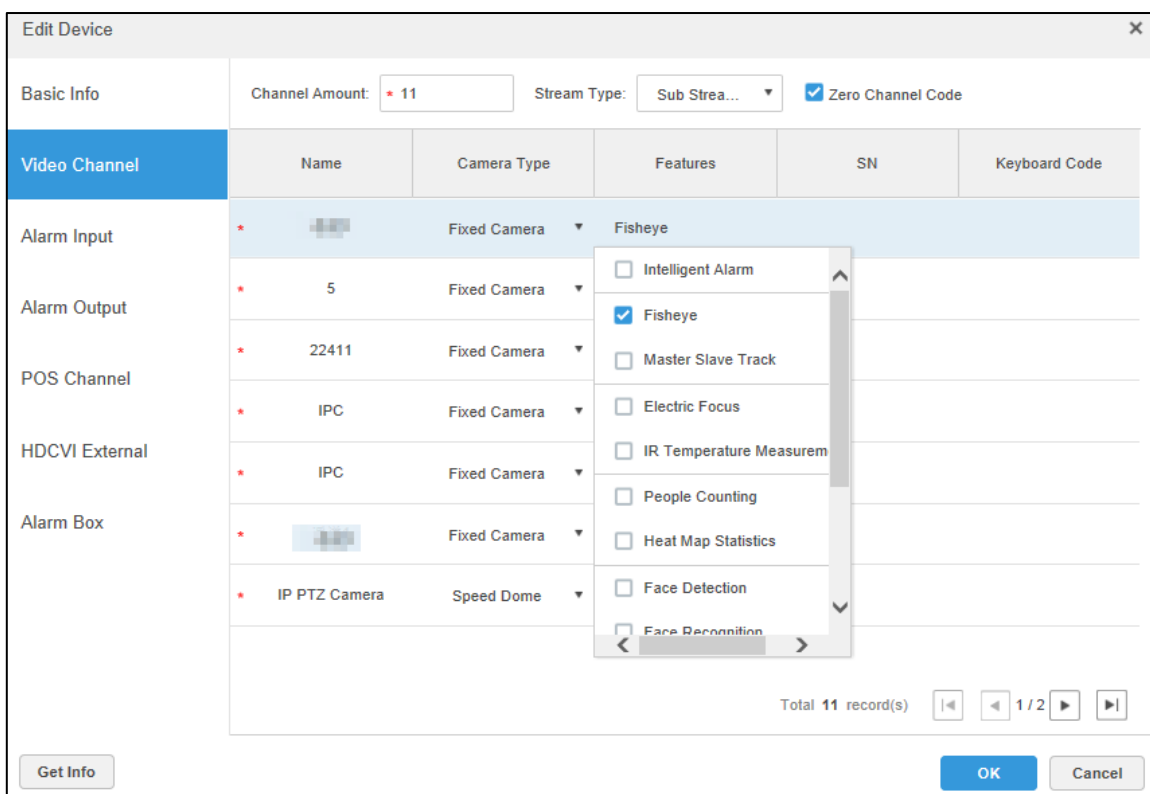 Edit Device
Basic Info
Channel Amount: * 11 Stream Type: Sub Strea... Zero Channel Code
Video Channel
Name Camera Type Features SN Keyboard Code
Alarm Input
* Fixed Camera Fisheye
Intelligent Alarm
* 5 Fixed Camera
Alarm Output
Fisheye
* 22411 Fixed Camera
Master Slave Track
POS Channel
* IPC Fixed Camera
Electric Focus
HDCVI External
IR Temperature Measurem
* IPC Fixed Camera
People Counting
Alarm Box
* Fixed Camera
Heat Map Statistics
* IP PTZ Camera Speed Dome
Face Detection
Face Recognition
Total 11 record(s) 1 / 2
Get Info OK Cancel